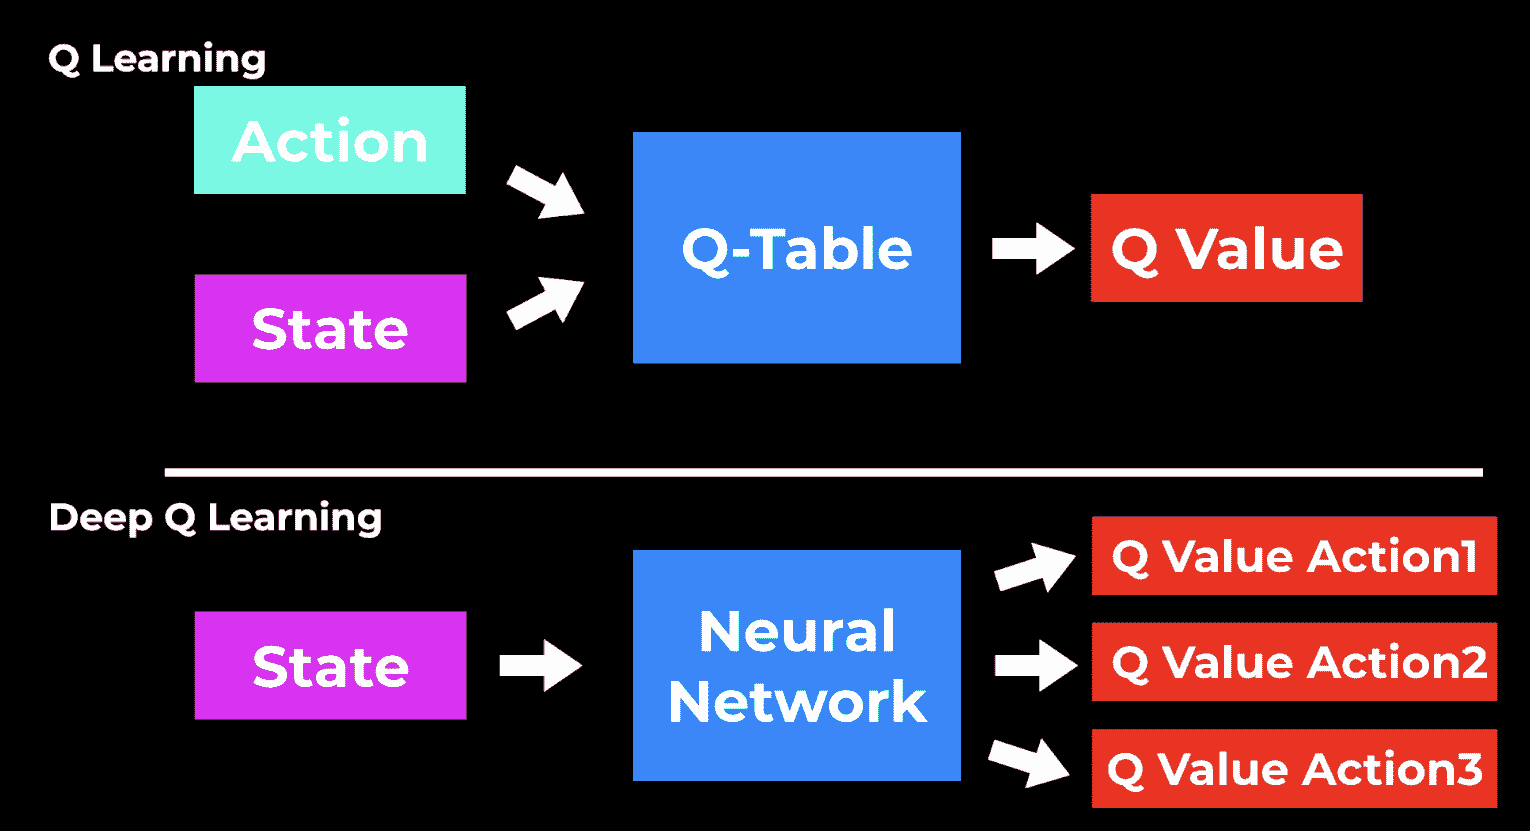 Q Learning
Action
State
Q-Table
Q Value
Deep Q Learning
State
Neural
Network
Q Value Action1
Q Value Action2
Q Value Action3